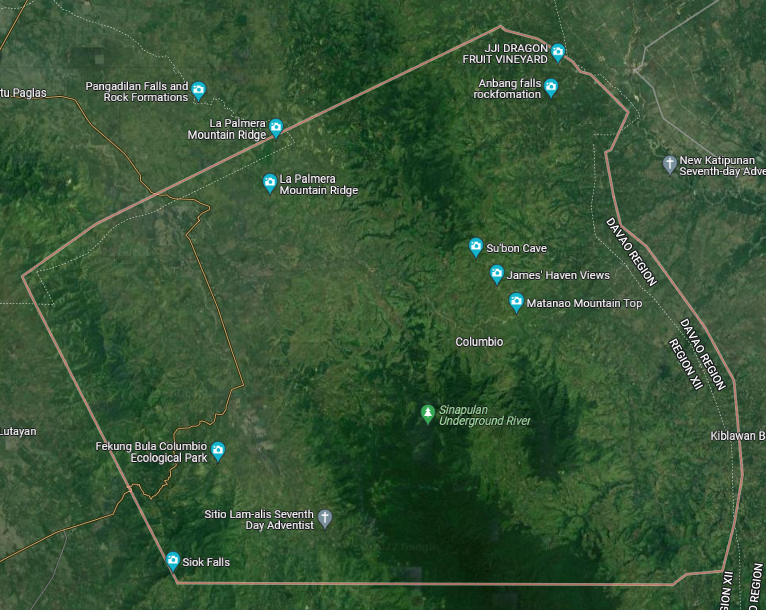 JJI DRAGON
FRUIT VINEYARD
Pangadilan Falls and
Rock Formations
Anbang falls
rockfomation
tu Paglas
La Palmera
Mountain Ridge
New Katipunan
Seventh-day Adve
La Palmera
Mountain Ridge
DAVAO REGION
Su'bon Cave
James' Haven Views
Matanao Mountain Top
Columbio
DAVAO REGION
REGION XII
Sinapulan
Underground River
Lutayan
Kiblawan B
Fekung Bula Columbio
Ecological Park
Sitio Lam-alis Seventh
Day Adventist
Siok Falls
GION XII
O REGION